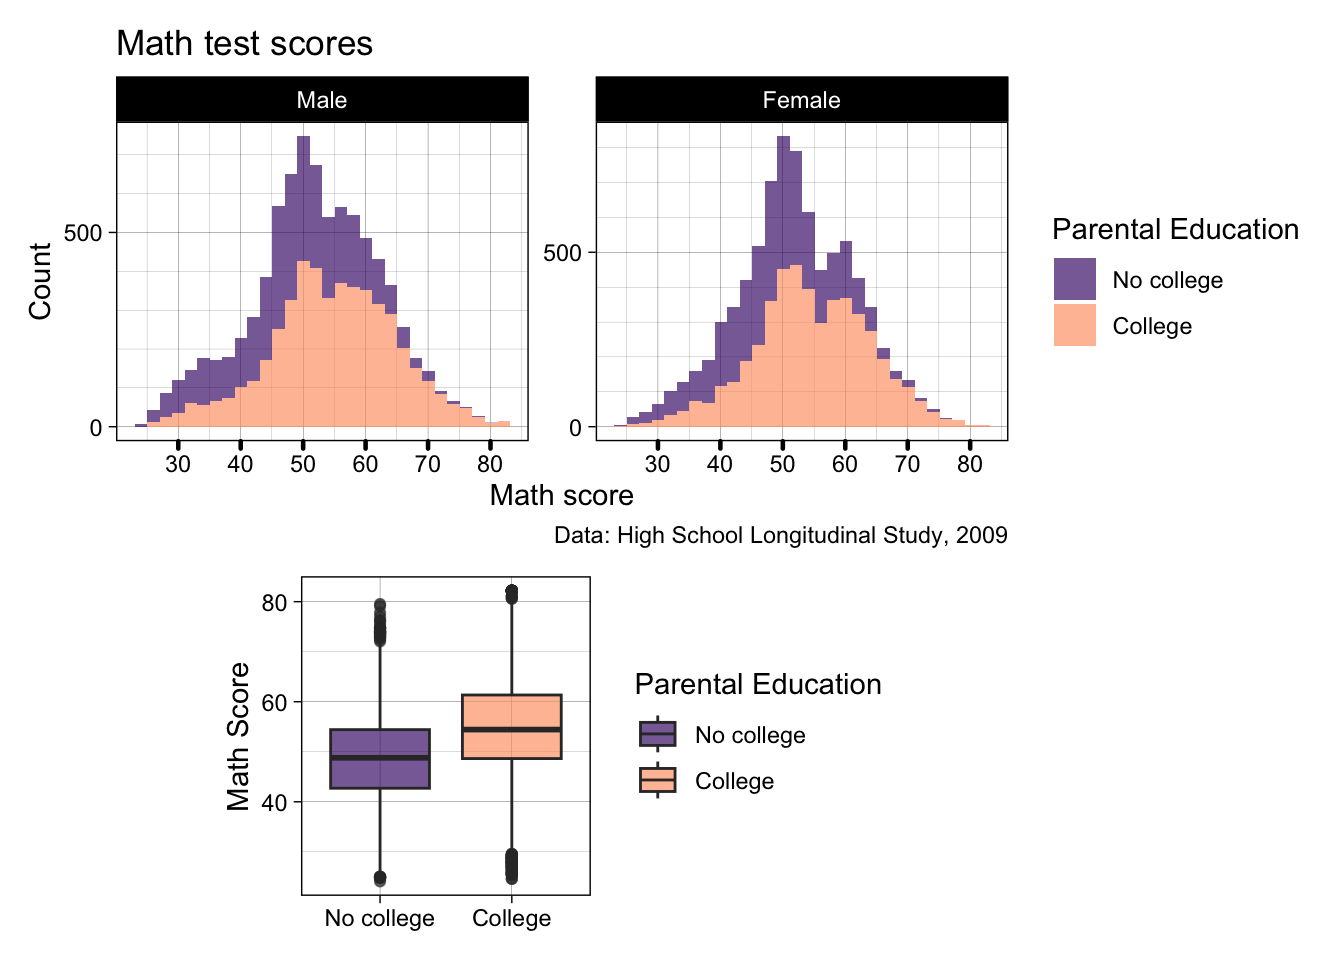 Math test scores
Male
Female
Count
500
0
500
0
30 40 50 60 70 80
30 40 50 60 70 80
Math score
Data: High School Longitudinal Study, 2009
Parental Education
No college
College
Math Score
80
60
40
No college College
Parental Education
No college
College